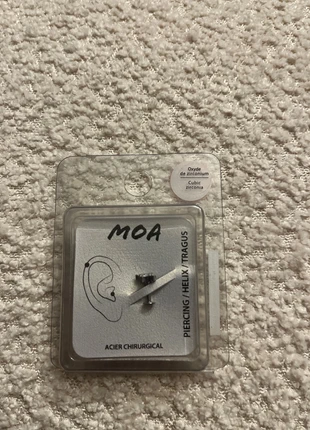 Oxyde
de zirconium
Cubic
zirconia
MOA
PIERCING / HELIX / TRAGUS
ACIER CHIRURGICAL